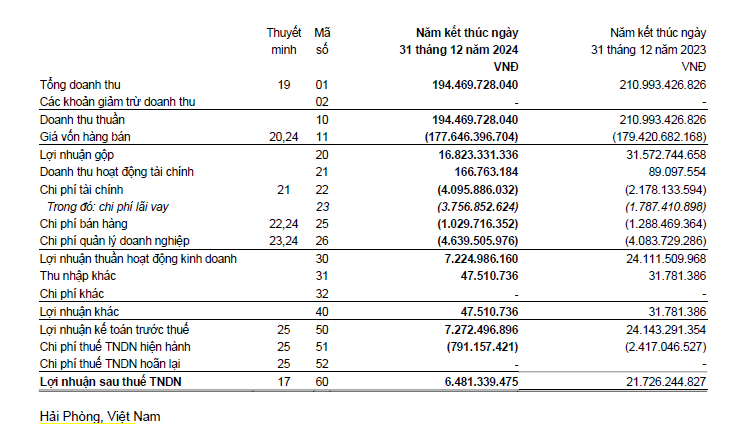 Thuyết Mã Năm kết thúc ngày Năm kết thúc ngày
minh số 31 tháng 12 năm 2024 31 tháng 12 năm 2023
VNĐ VNĐ
Tổng doanh thu 19 01 194.469.728.040 210.993.426.826
Các khoản giảm trừ doanh thu 02 - -
Doanh thu thuần 10 194.469.728.040 210.993.426.826
Giá vốn hàng bán 20,24 11 (177.646.396.704) (179.420.682.168)
Lợi nhuận gộp 20 16.823.331.336 31.572.744.658
Doanh thu hoạt động tài chính 21 166.763.184 89.097.554
Chi phí tài chính 21 22 (4.095.886.032) (2.178.133.594)
Trong đó: chi phí lãi vay 23 (3.756.852.624) (1.787.410.898)
Chi phí bán hàng 22,24 25 (1.029.716.352) (1.288.469.364)
Chi phí quản lý doanh nghiệp 23,24 26 (4.639.505.976) (4.083.729.286)
Lợi nhuận thuần hoạt động kinh doanh 30 7.224.986.160 24.111.509.968
Thu nhập khác 31 47.510.736 31.781.386
Chi phí khác 32 - -
Lợi nhuận khác 40 47.510.736 31.781.386
Lợi nhuận kế toán trước thuế 25 50 7.272.496.896 24.143.291.354
Chi phí thuế TNDN hiện hành 25 51 (791.157.421) (2.417.046.527)
Chi phí thuế TNDN hoãn lại 25 52 - -
Lợi nhuận sau thuế TNDN 17 60 6.481.339.475 21.726.244.827
Hải Phòng, Việt Nam